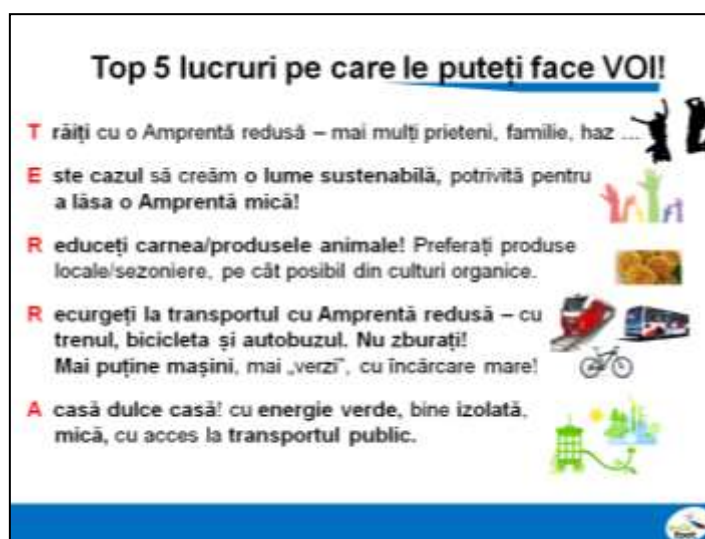 Top 5 lucruri pe care le puteți face VOI!
T răiți cu o Amprentă redusă – mai mulți prieteni, familie, haz ...
E ste cazul să creăm o lume sustenabilă, potrivită pentru
a lăsa o Amprentă mică!
R educeți carnea/produsele animale! Preferați produse
locale/sezoniere, pe cât posibil din culturi organice.
R ecurgeți la transportul cu Amprentă redusă – cu
trenul, bicicleta și autobuzul. Nu zburați!
Mai puține mașini, mai „verzi”, cu încărcare mare!
A casă dulce casă! cu energie verde, bine izolată,
mică, cu acces la transportul public.